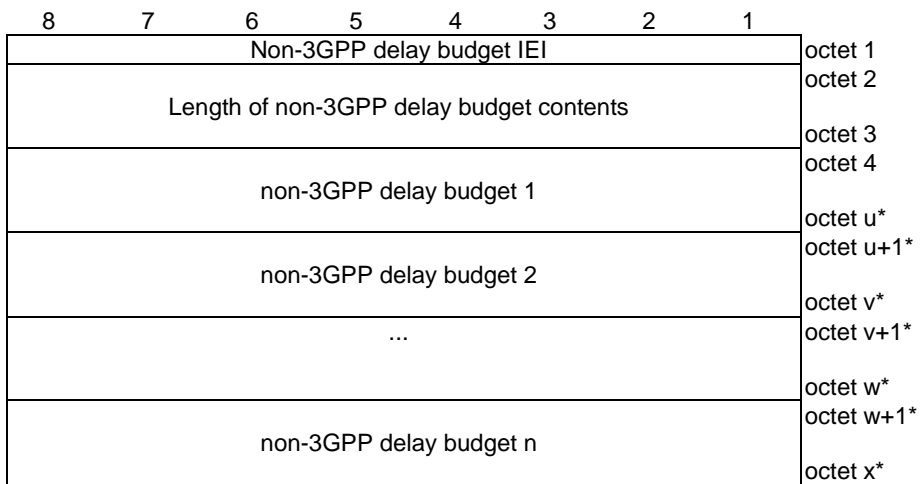 8 7 6 5 4 3 2 1
Non-3GPP delay budget IEI octet 1
octet 2
Length of non-3GPP delay budget contents
octet 3
octet 4
non-3GPP delay budget 1
octet u*
octet u+1*
non-3GPP delay budget 2
octet v*
... octet v+1*
octet w*
octet w+1*
non-3GPP delay budget n
octet x*